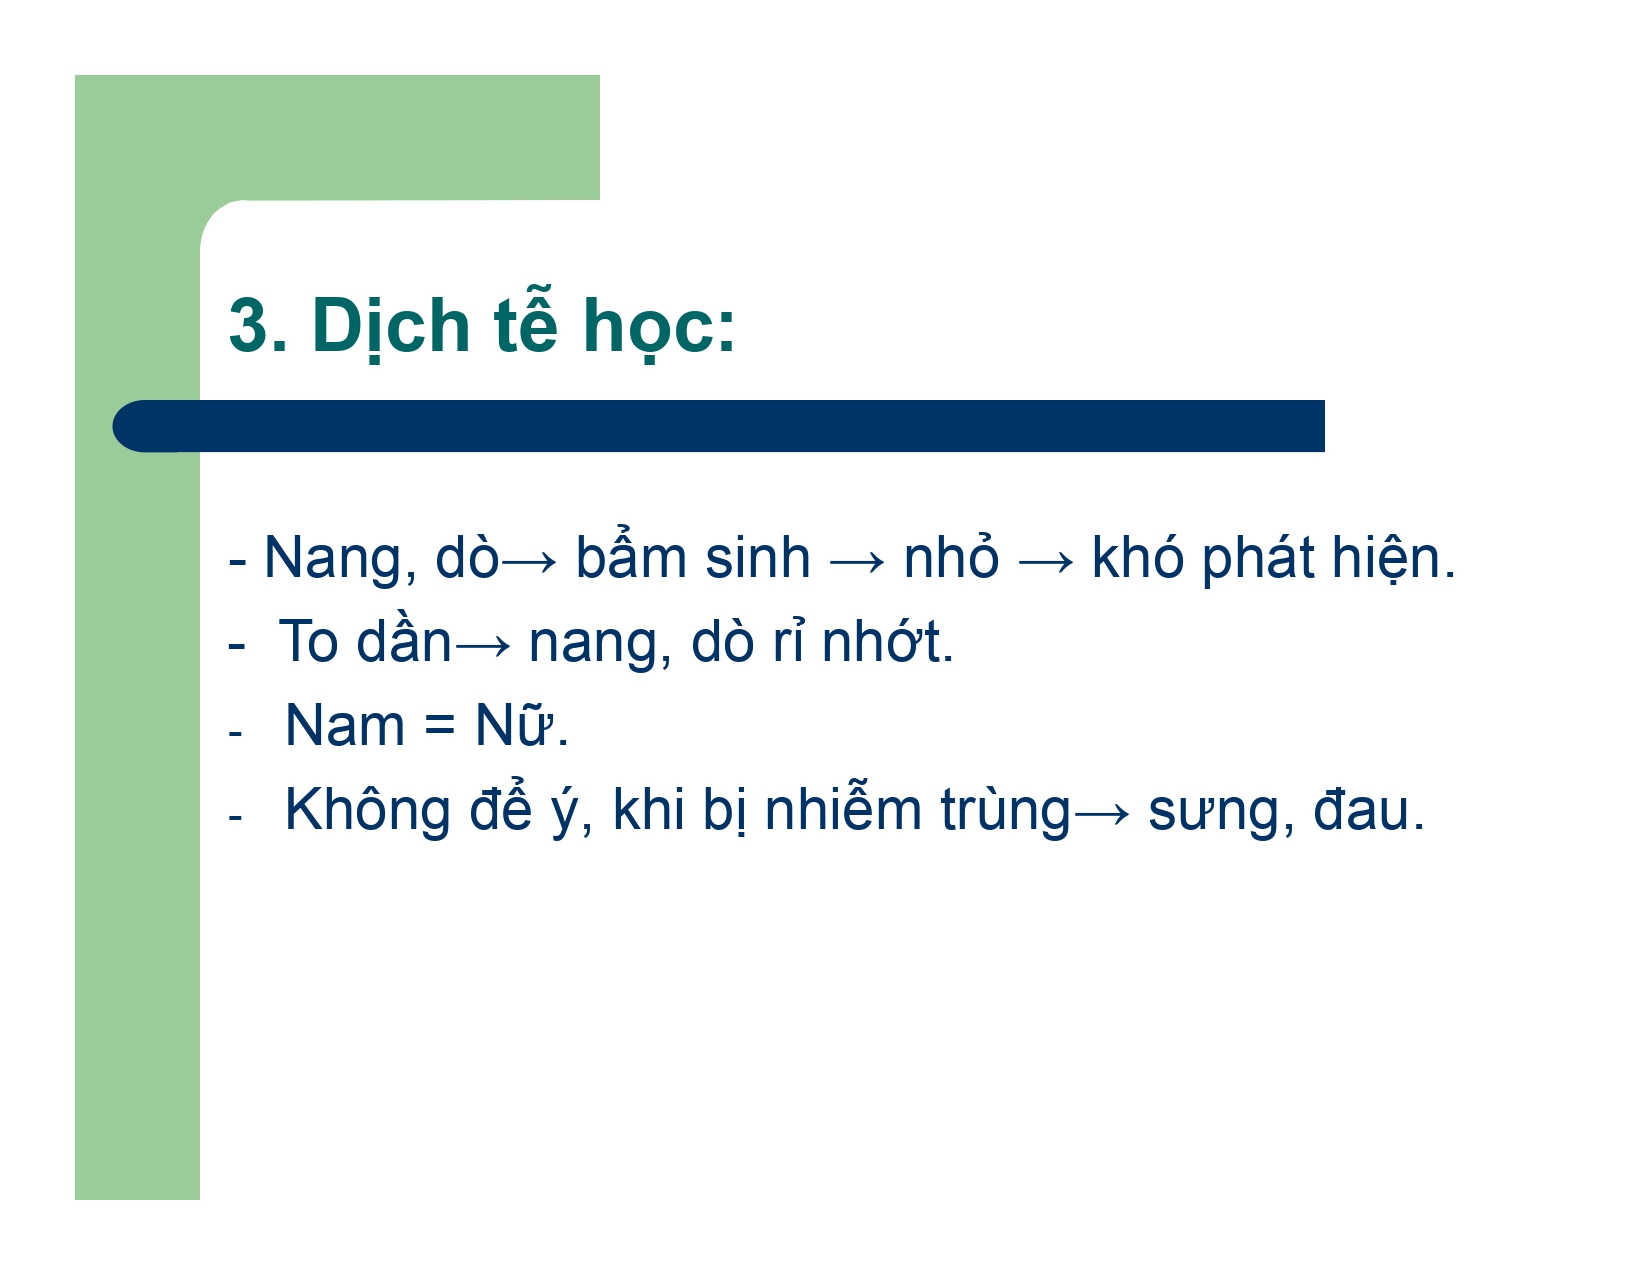 3. Dịch tễ học:
- Nang, dò→ bẩm sinh → nhỏ → khó phát hiện.
- To dần→ nang, dò rỉ nhớt.
- Nam = Nữ.
- Không để ý, khi bị nhiễm trùng→ sưng, đau.